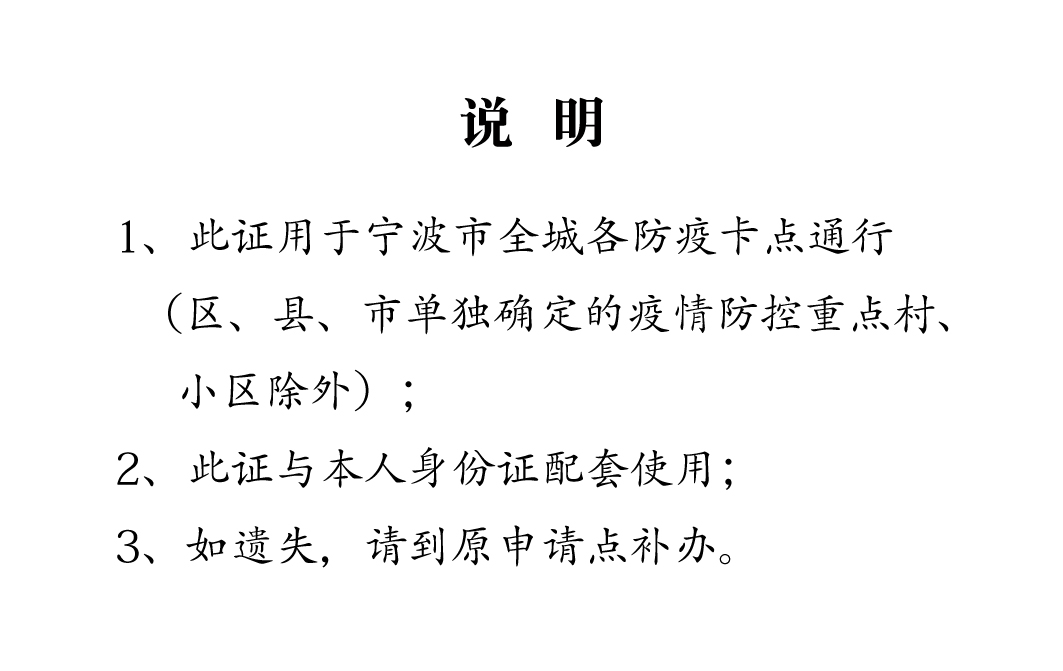 说 明
1、此证用于宁波市全城各防疫卡点通行
（区、县、市单独确定的疫情防控重点村、
小区除外）；
2、此证与本人身份证配套使用；
3、如遗失，请到原申请点补办。